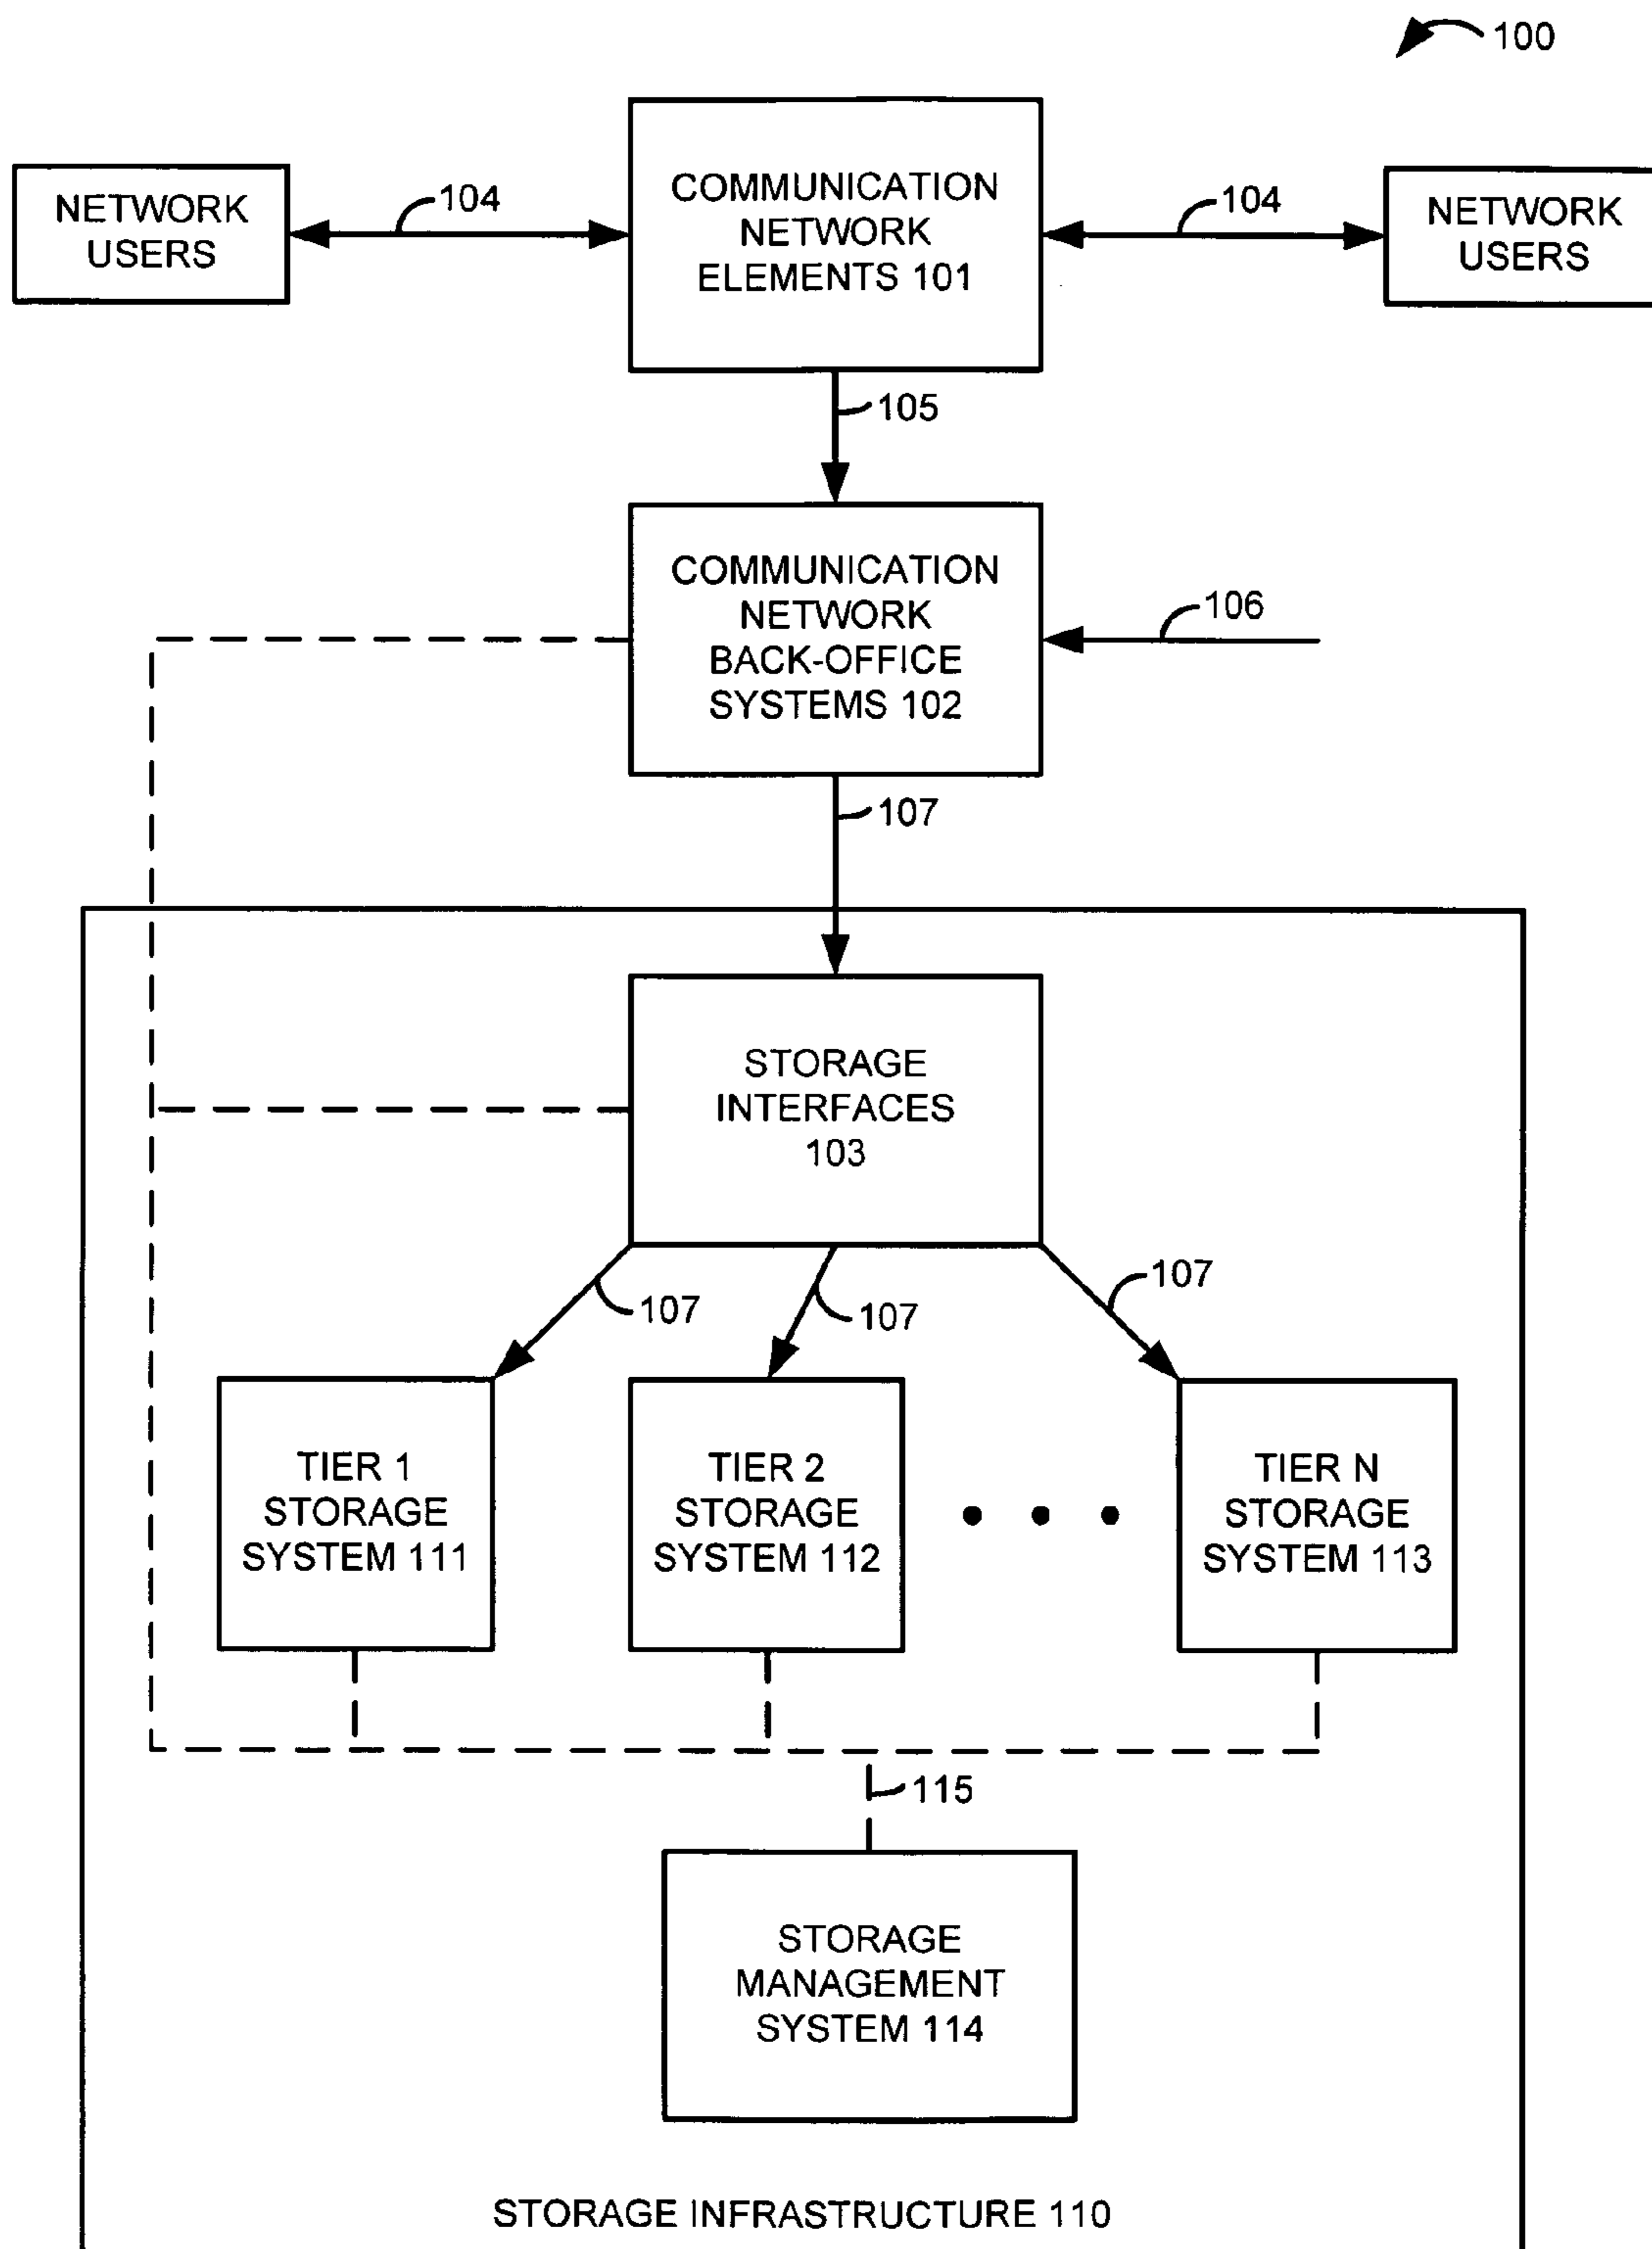 100
NETWORK
USERS
104
COMMUNICATION
NETWORK
ELEMENTS 101
104
NETWORK
USERS
105
COMMUNICATION
NETWORK
BACK-OFFICE
SYSTEMS 102
106
107
STORAGE
INTERFACES
103
107
107
107
TIER 1
STORAGE
SYSTEM 111
TIER 2
STORAGE
SYSTEM 112
TIER N
STORAGE
SYSTEM 113
115
STORAGE
MANAGEMENT
SYSTEM 114
STORAGE INFRASTRUCTURE 110